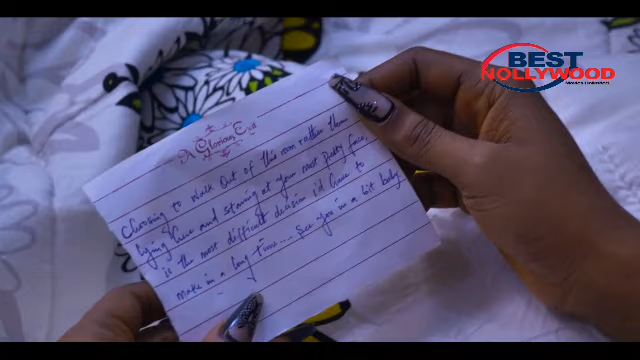 BEST
NOLLYWOOD
A Glorious Call
Choosing to walk out of this room rather than
lying here and staring at your most pretty face,
is the most difficult decision i'd have to
make in a long time... See you in a bit baby